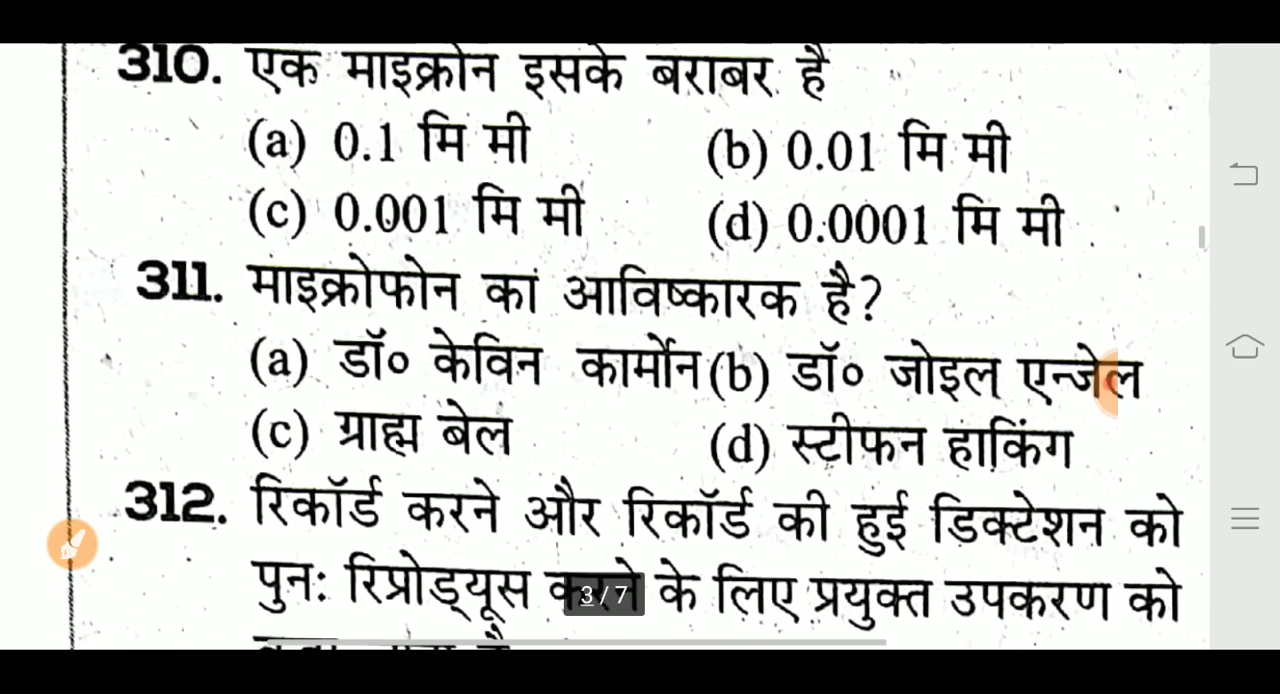 310. एक माइक्रोन इसके बराबर है
(a) 0.1 मि मी (b) 0.01 मि मी
(c) 0.001 मि मी (d) 0.0001 मि मी
311. माइक्रोफोन का आविष्कारक है?
(a) डॉ० केविन कार्मोन (b) डॉ० जोइल एन्जेल
(c) ग्राह्म बेल (d) स्टीफन हाकिंग
312. रिकॉर्ड करने और रिकॉर्ड की हुई डिक्टेशन को
पुनः रिप्रोड्यूस करने के लिए प्रयुक्त उपकरण को
3/7